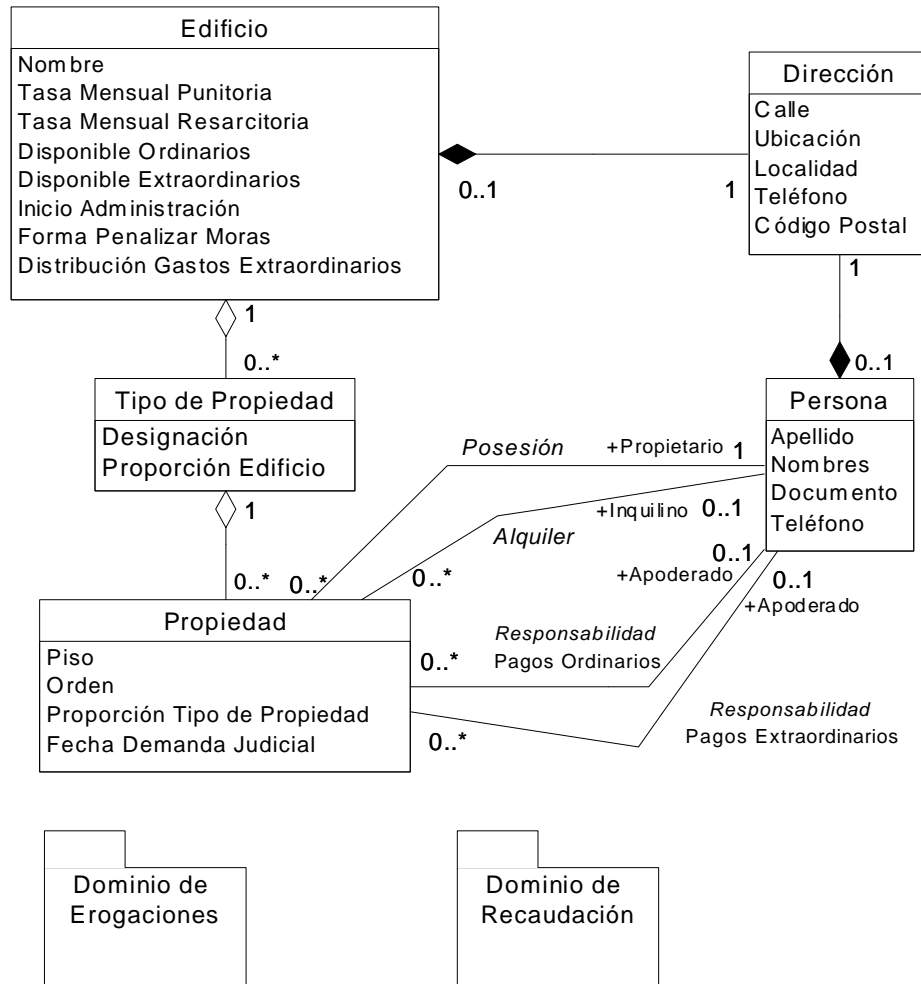 Edificio
Nombre
Tasa Mensual Punitoria
Tasa Mensual Resarcitoria
Disponible Ordinarios
Disponible Extraordinarios
Inicio Administración
Forma Penalizar Moras
Distribución Gastos Extraordinarios
Dirección
Calle
Ubicación
Localidad
Teléfono
Código Postal
0..1
1
1
0..*
1
0..1
Tipo de Propiedad
Designación
Proporción Edificio
Persona
Apellido
Nombres
Documento
Teléfono
Posesión
+Propietario 1
+Inquilino 0..1
Alquiler
1
0..*
0..*
0..*
0..1
+Apoderado
0..1
+Apoderado
Propiedad
Piso
Orden
Proporción Tipo de Propiedad
Fecha Demanda Judicial
Responsabilidad
Pagos Ordinarios
0..*
Responsabilidad
Pagos Extraordinarios
0..*
Dominio de
Erogaciones
Dominio de
Recaudación